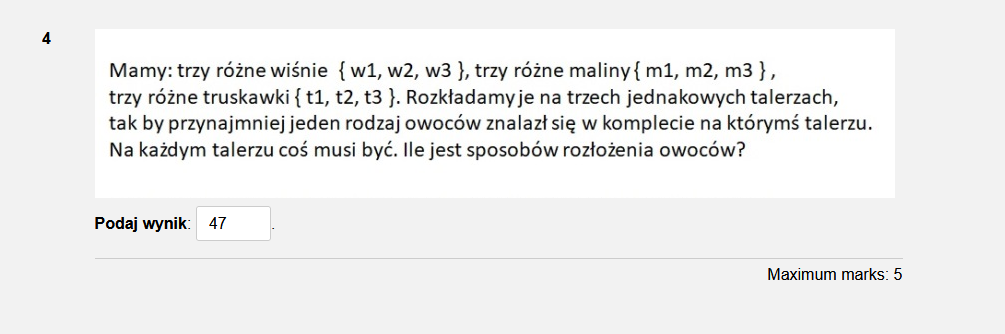 4
Mamy: trzy różne wiśnie { w1, w2, w3 }, trzy różne maliny{ m1, m2, m3 } ,
trzy różne truskawki { t1, t2, t3 }. Rozkładamy je na trzech jednakowych talerzach,
tak by przynajmniej jeden rodzaj owoców znalazł się w komplecie na którymś talerzu.
Na każdym talerzu coś musi być. Ile jest sposobów rozłożenia owoców?
Podaj wynik: 47 .
Maximum marks: 5